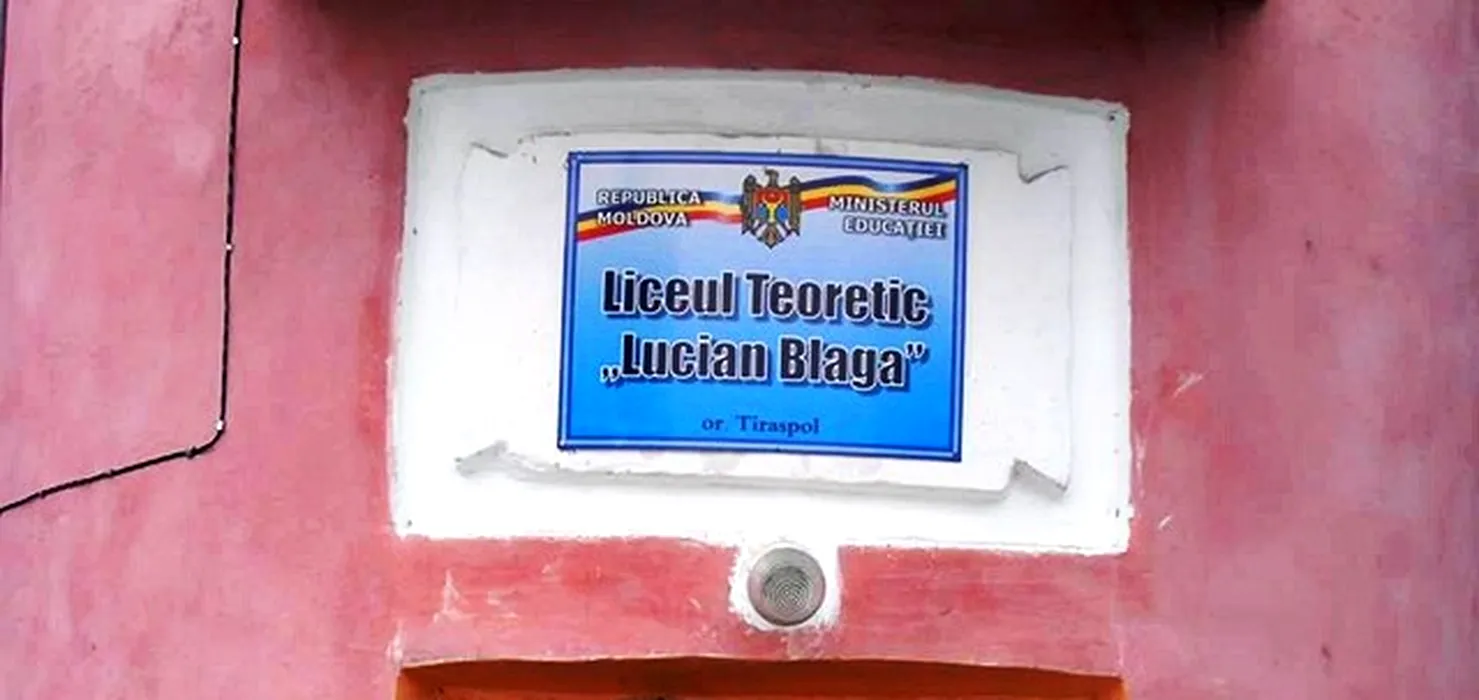 REPUBLICA
MOLDOVA
MINISTERUL
EDUCAȚIEI
Liceul Teoretic
„Lucian Blaga”
or. Tiraspol